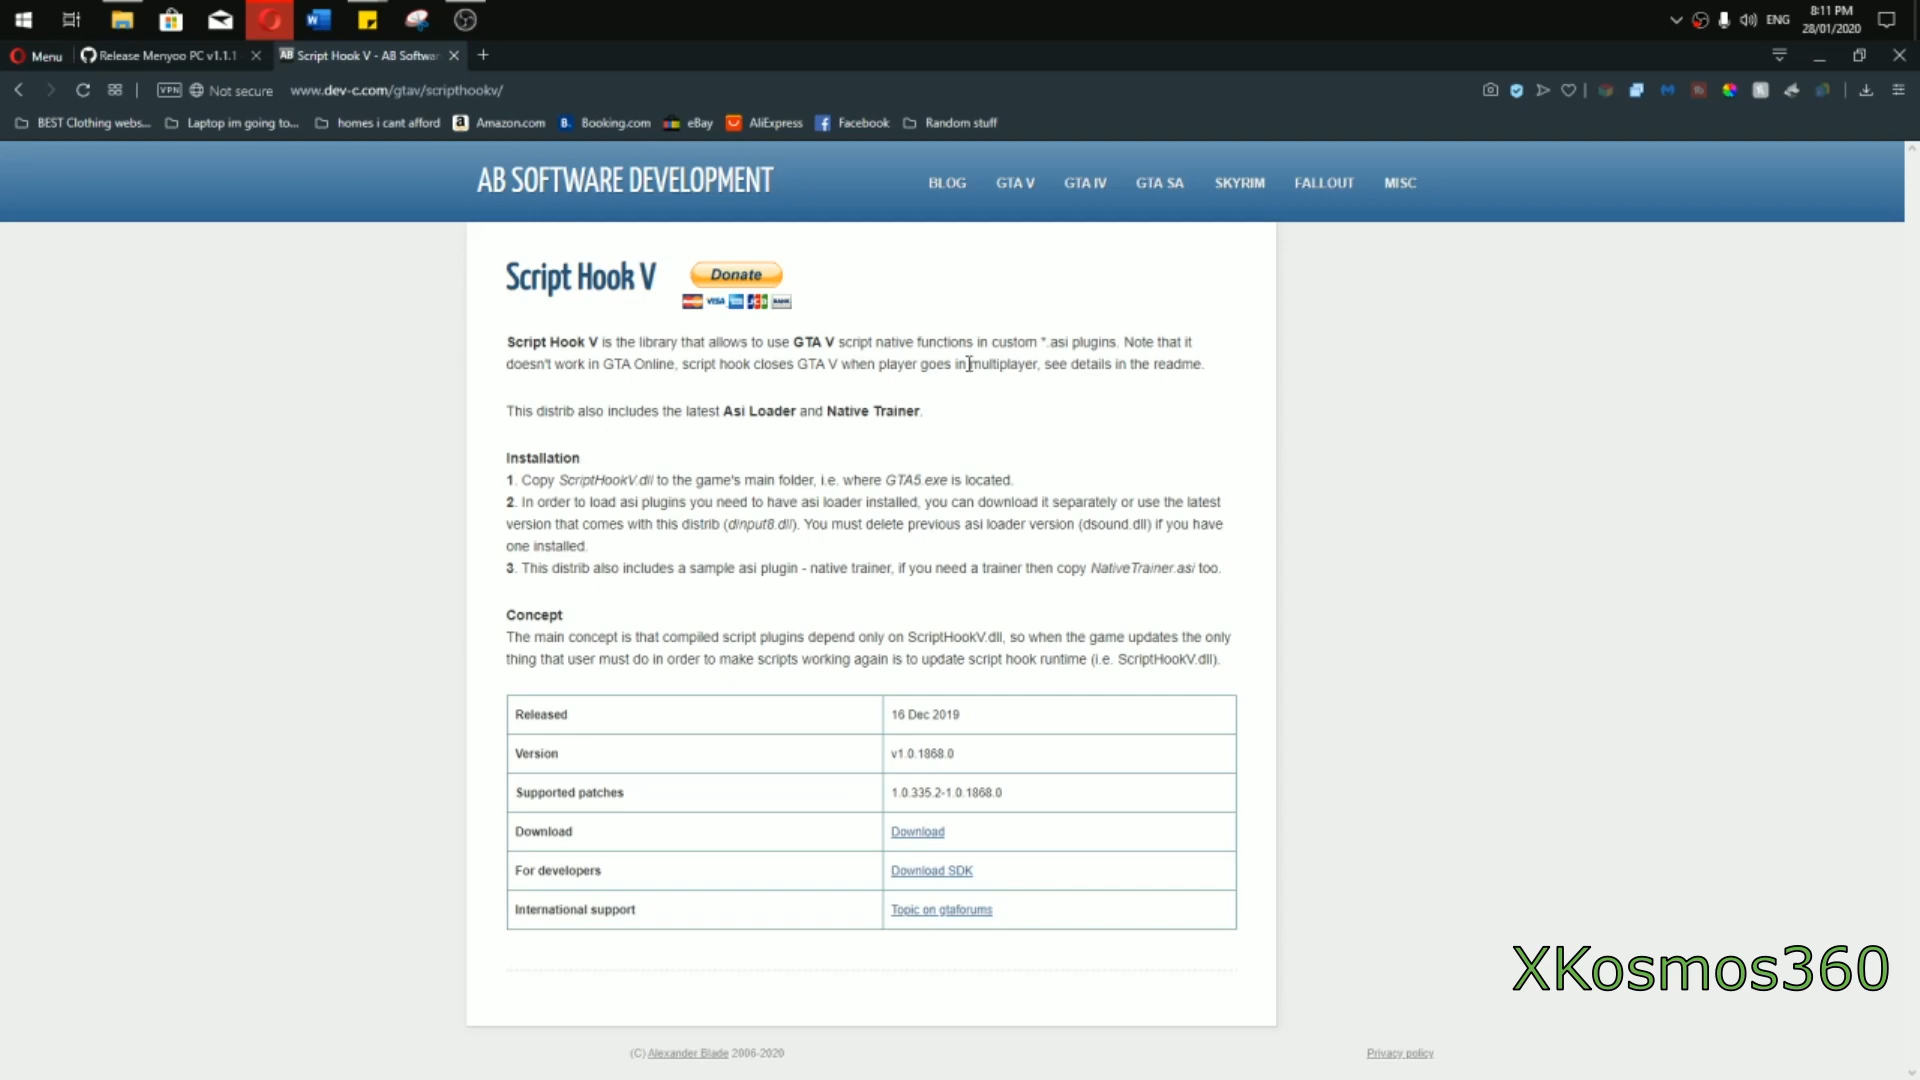 ENG
8:11 PM
28/01/2020
Menu
Release Menyoo PC v1.1.1
AB Script Hook V - AB Softwar
VPN Not secure www.dev-c.com/gtav/scripthookv/
BEST Clothing webs... Laptop im going to... homes i cant afford Amazon.com Booking.com eBay AliExpress Facebook Random stuff
AB SOFTWARE DEVELOPMENT
BLOG GTA V GTA IV GTA SA SKYRIM FALLOUT MISC
Script Hook V
Donate
VISA
Script Hook V is the library that allows to use GTA V script native functions in custom *.asi plugins. Note that it
doesn't work in GTA Online, script hook closes GTA V when player goes in multiplayer, see details in the readme.
This distrib also includes the latest Asi Loader and Native Trainer.
Installation
1. Copy ScriptHookV.dll to the game's main folder, i.e. where GTA5.exe is located.
2. In order to load asi plugins you need to have asi loader installed, you can download it separately or use the latest
version that comes with this distrib (dinput8.dll). You must delete previous asi loader version (dsound.dll) if you have
one installed.
3. This distrib also includes a sample asi plugin - native trainer, if you need a trainer then copy NativeTrainer.asi too.
Concept
The main concept is that compiled script plugins depend only on ScriptHookV.dll, so when the game updates the only
thing that user must do in order to make scripts working again is to update script hook runtime (i.e. ScriptHookV.dll).
Released 16 Dec 2019
Version v1.0.1868.0
Supported patches 1.0.335.2-1.0.1868.0
Download Download
For developers Download SDK
International support Topic on gtaforums
XKosmos360
(C) Alexander Blade 2006-2020
Privacy policy